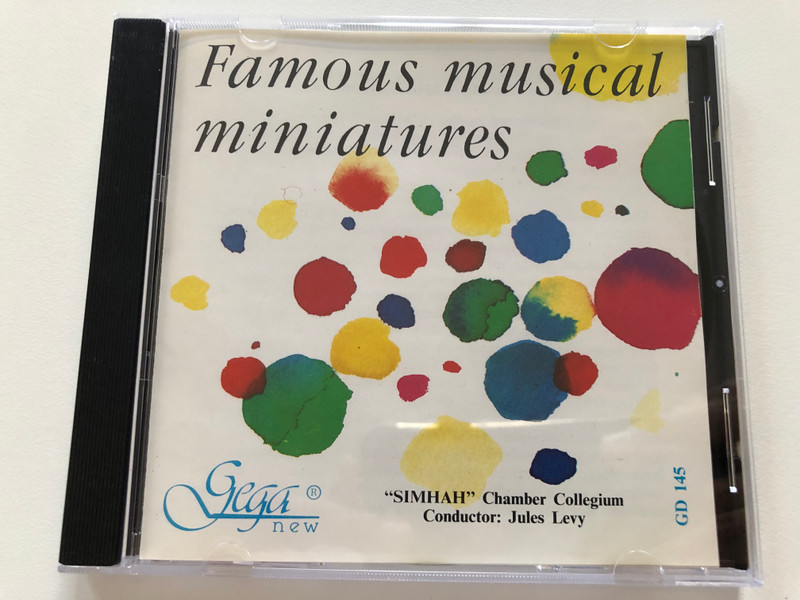 Famous musical
miniatures
Gega ®
new
“SIMHAH” Chamber Collegium
Conductor: Jules Levy
GD 145